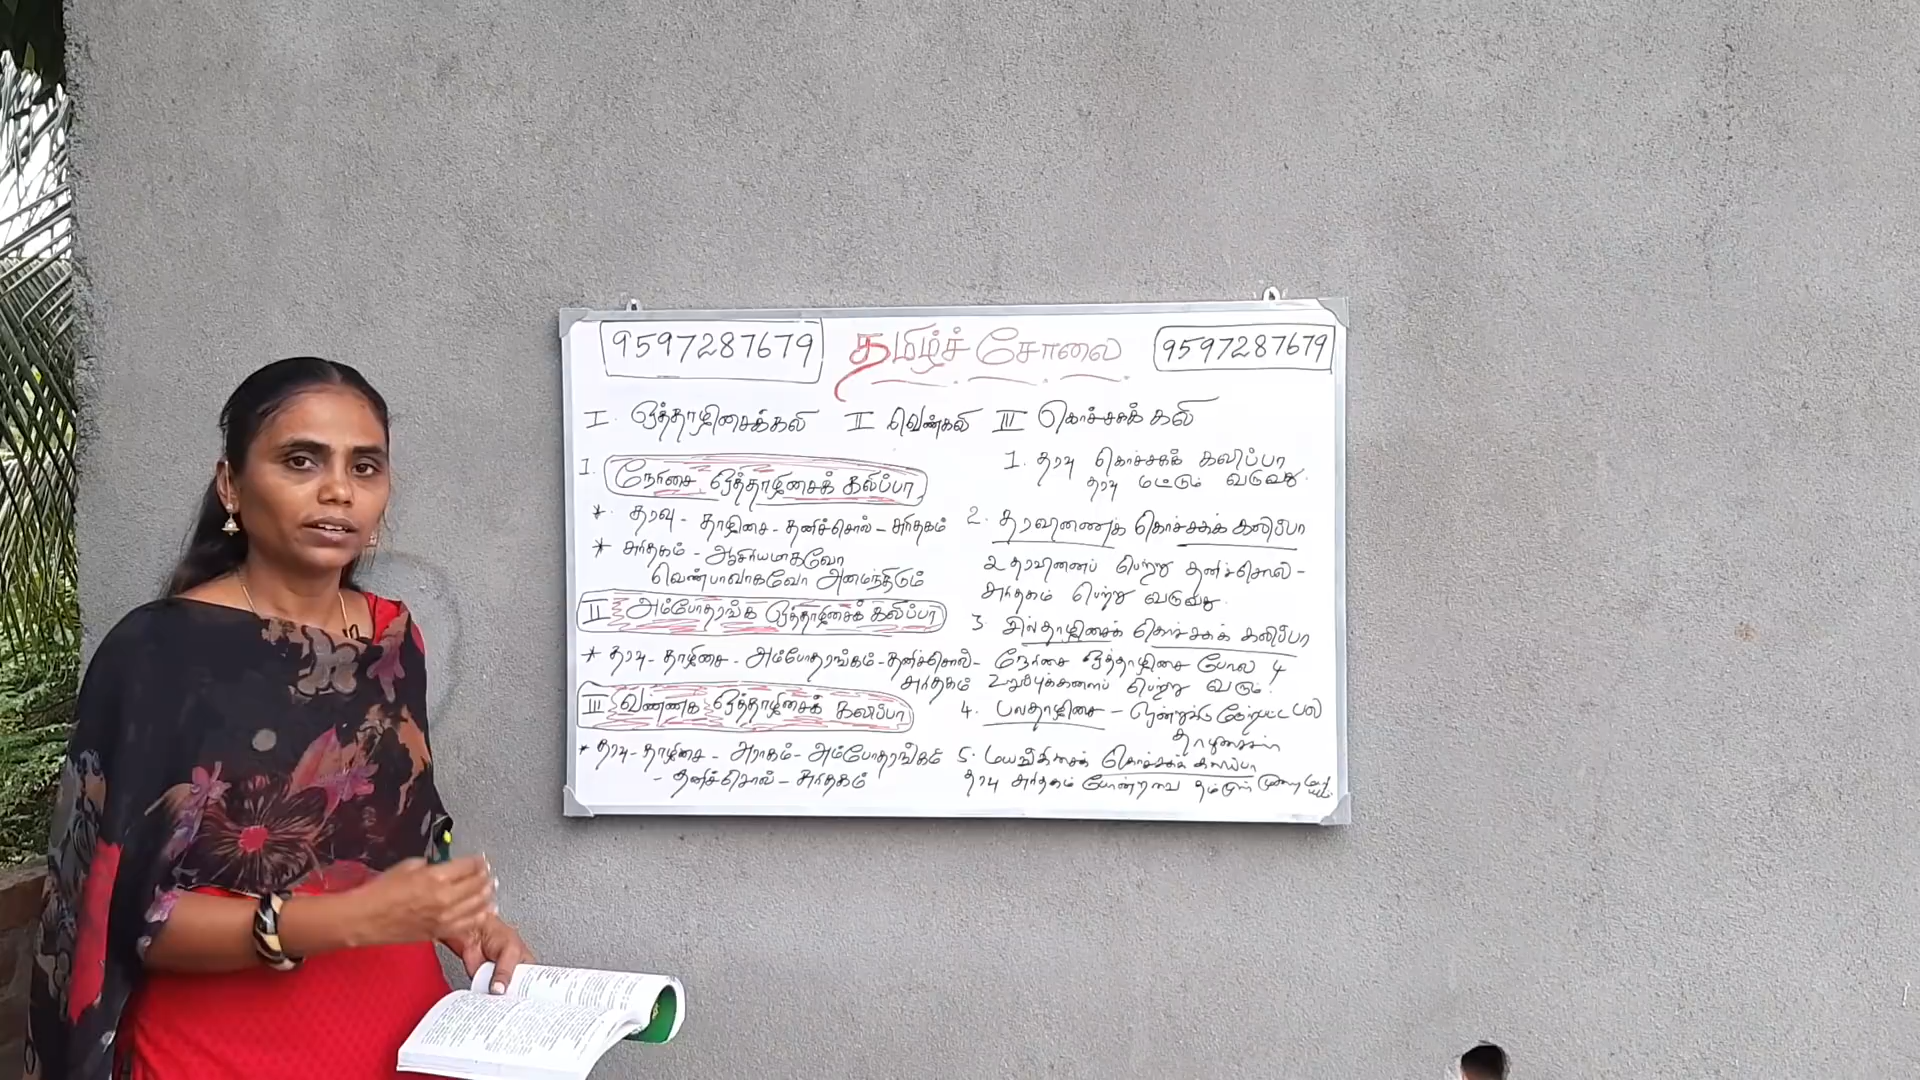 9597287679 தமிழ்ச் சோலை 9597287679
I. ஒத்தாழிசைக்கலி II வெண்கலி III கொச்சகக் கலி
I. நேரிசை ஒத்தாழிசைக் கலிப்பா
* தரவு - தாழிசை - தனிச்சொல் - சுரிதகம்
* சுரிதகம் - ஆசிரியமாகவோ
வெண்பாவாகவோ அமைந்திடும்
II அம்போதரங்க ஒத்தாழிசைக் கலிப்பா
* தரவு - தாழிசை - அம்போதரங்கம் - தனிச்சொல் -
சுரிதகம்
III வண்ணக ஒத்தாழிசைக் கலிப்பா
* தரவு - தாழிசை - அராகம் - அம்போதரங்கம்
- தனிச்சொல் - சுரிதகம்
1. தரவு கொச்சகக் கலிப்பா
தரவு மட்டும் வருவது.
2. தரவிணைக் கொச்சகக் கலிப்பா
2 தரவினைப் பெற்று தனிச்சொல் -
சுரிதகம் பெற்று வருவது.
3. சில்தாழிசைக் கொச்சகக் கலிப்பா
நேரிசை ஒத்தாழிசை போல 4
உறுப்புக்களைப் பெற்று வரும்.
4. பலதாழிசை - மேற்பட்ட பல
தாழிசைகள்
5. மயங்கிசைக் கொச்சகக் கலிப்பா
தரவு சுரிதகம் போன்றவை தம்முள்